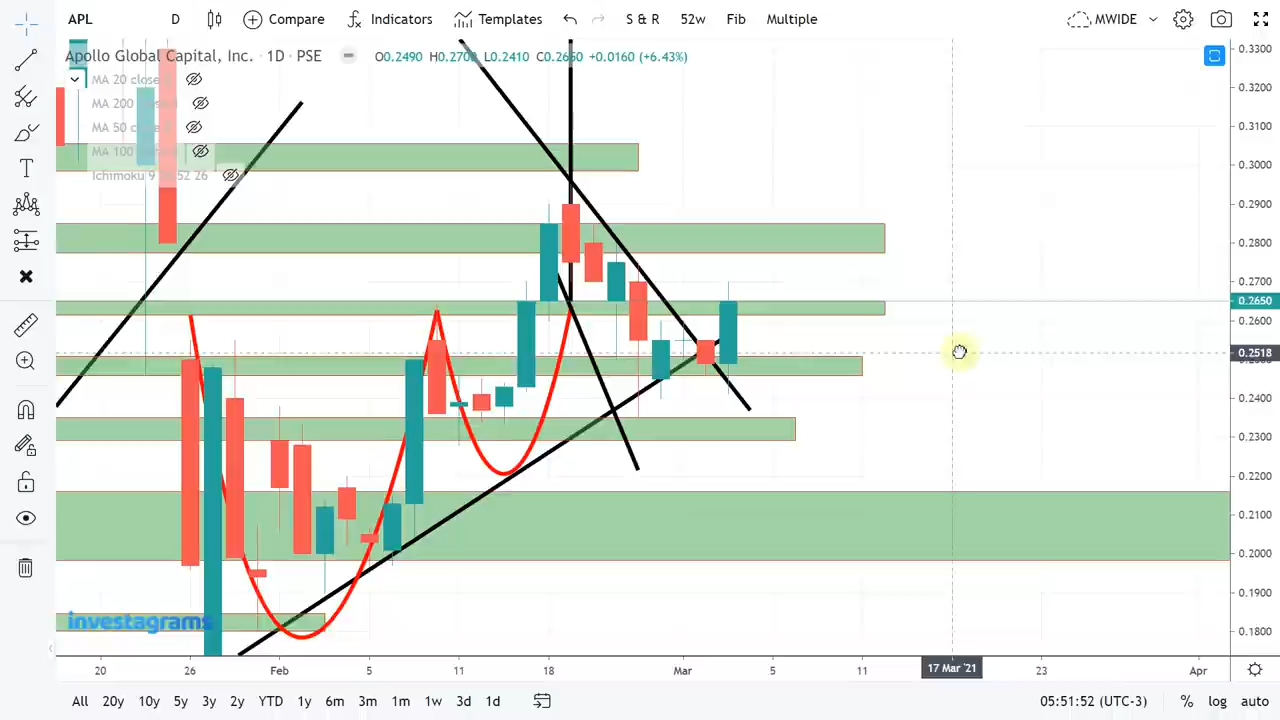 APL D Compare Indicators Templates S & R 52w Fib Multiple MWIDE
Apollo Global Capital, Inc. · 1D · PSE O0.2490 H0.2700 L0.2410 C0.2650 +0.0160 (+6.43%)
MA 20 close
MA 200
MA 50 close
MA 100
Ichimoku 9 26 52 26
0.3300
0.3200
0.3100
0.3000
0.2900
0.2800
0.2700
0.2650
0.2600
0.2518
0.2400
0.2300
0.2200
0.2100
0.2000
0.1900
0.1800
investagrams
20 26 Feb 5 11 18 Mar 5 11 17 Mar '21 23 Apr
All 20y 10y 5y 3y 2y YTD 1y 6m 3m 1m 1w 3d 1d 05:51:52 (UTC-3) % log auto